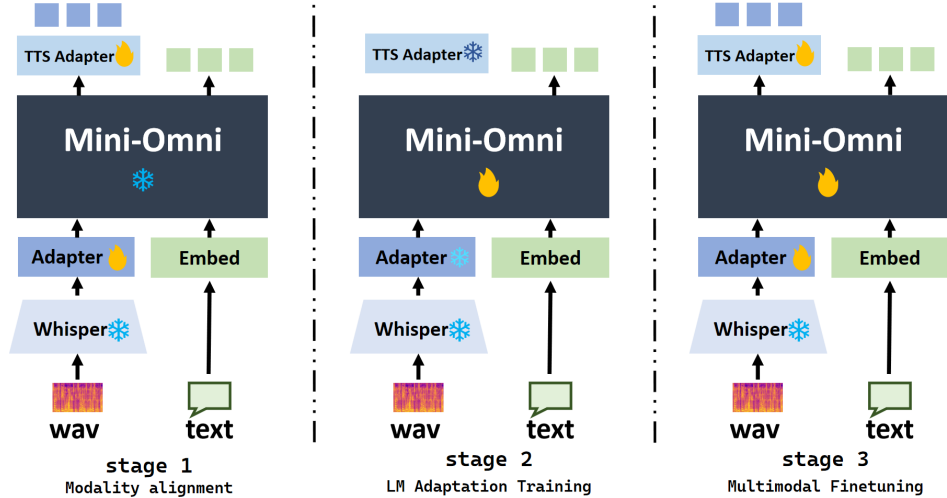 TTS Adapter
Mini-Omni
Adapter
Embed
Whisper
wav
text
stage 1
Modality alignment
TTS Adapter
Mini-Omni
Adapter
Embed
Whisper
wav
text
stage 2
LM Adaptation Training
TTS Adapter
Mini-Omni
Adapter
Embed
Whisper
wav
text
stage 3
Multimodal Finetuning